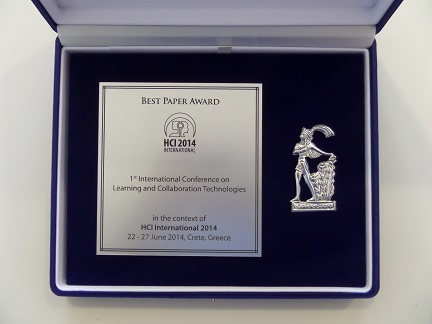 BEST PAPER AWARD
HCI 2014
INTERNATIONAL
1st International Conference on
Learning and Collaboration Technologies
in the context of
HCI International 2014
22 - 27 June 2014, Crete, Greece